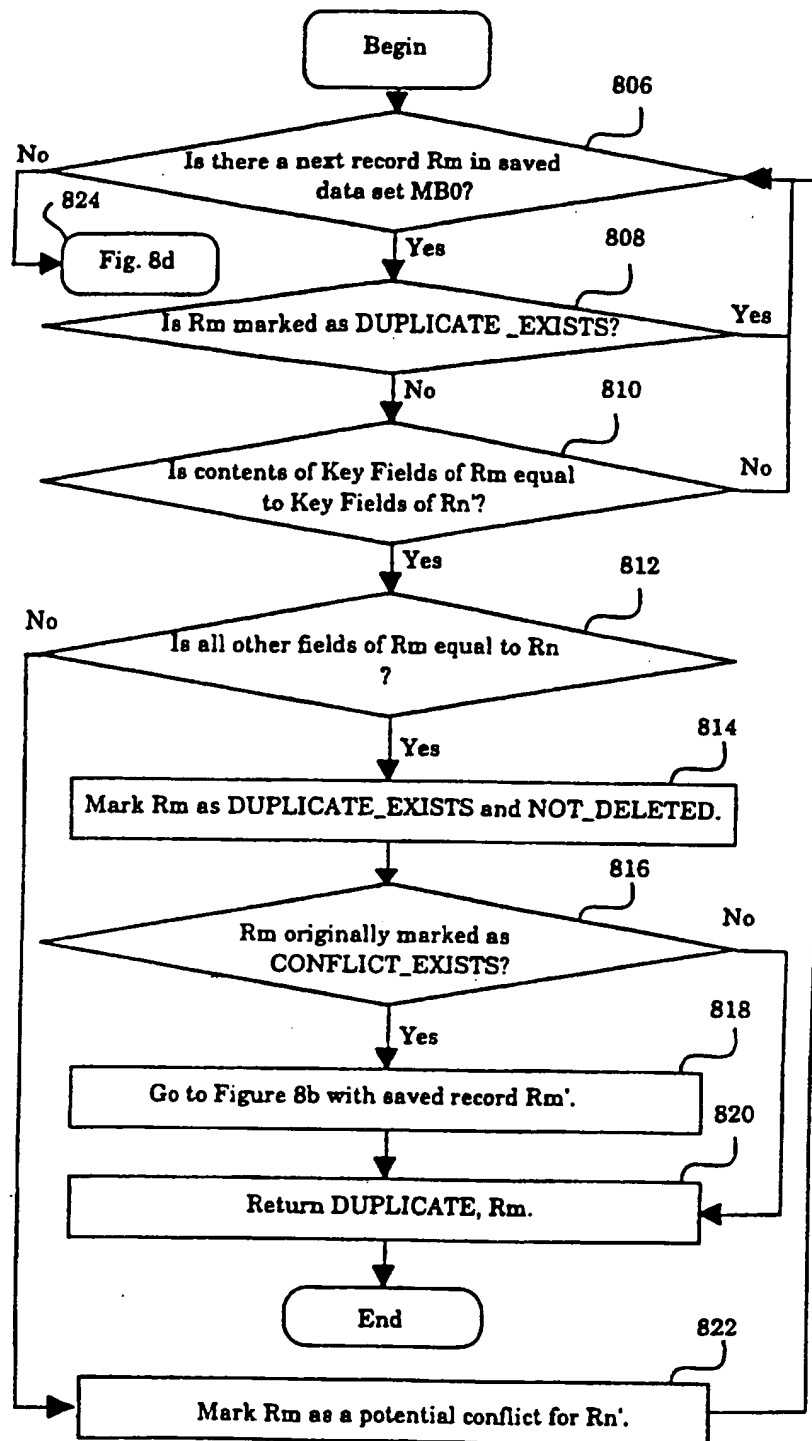 Begin
806
No
Is there a next record Rm in saved
data set MB0?
824
Fig. 8d
Yes
808
Is Rm marked as DUPLICATE_EXISTS?
Yes
No
810
Is contents of Key Fields of Rm equal
to Key Fields of Rn'?
No
Yes
812
No
Is all other fields of Rm equal to Rn
?
Yes
814
Mark Rm as DUPLICATE_EXISTS and NOT_DELETED.
816
Rm originally marked as
CONFLICT_EXISTS?
No
Yes
818
Go to Figure 8b with saved record Rm'.
820
Return DUPLICATE, Rm.
End
822
Mark Rm as a potential conflict for Rn'.